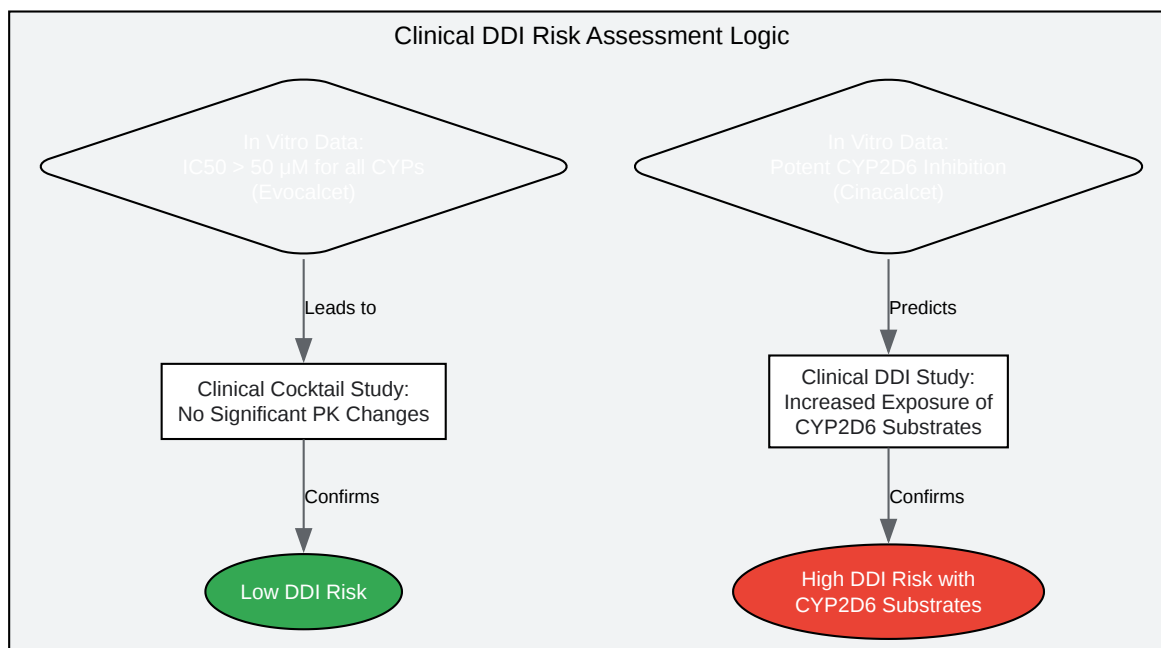 Clinical DDI Risk Assessment Logic
In Vitro Data:
IC50 > 50 µM for all CYPs
(Evocalcet)
In Vitro Data:
Potent CYP2D6 Inhibition
(Cinacalcet)
Leads to
Predicts
Clinical Cocktail Study:
No Significant PK Changes
Clinical DDI Study:
Increased Exposure of
CYP2D6 Substrates
Confirms
Confirms
Low DDI Risk
High DDI Risk with
CYP2D6 Substrates